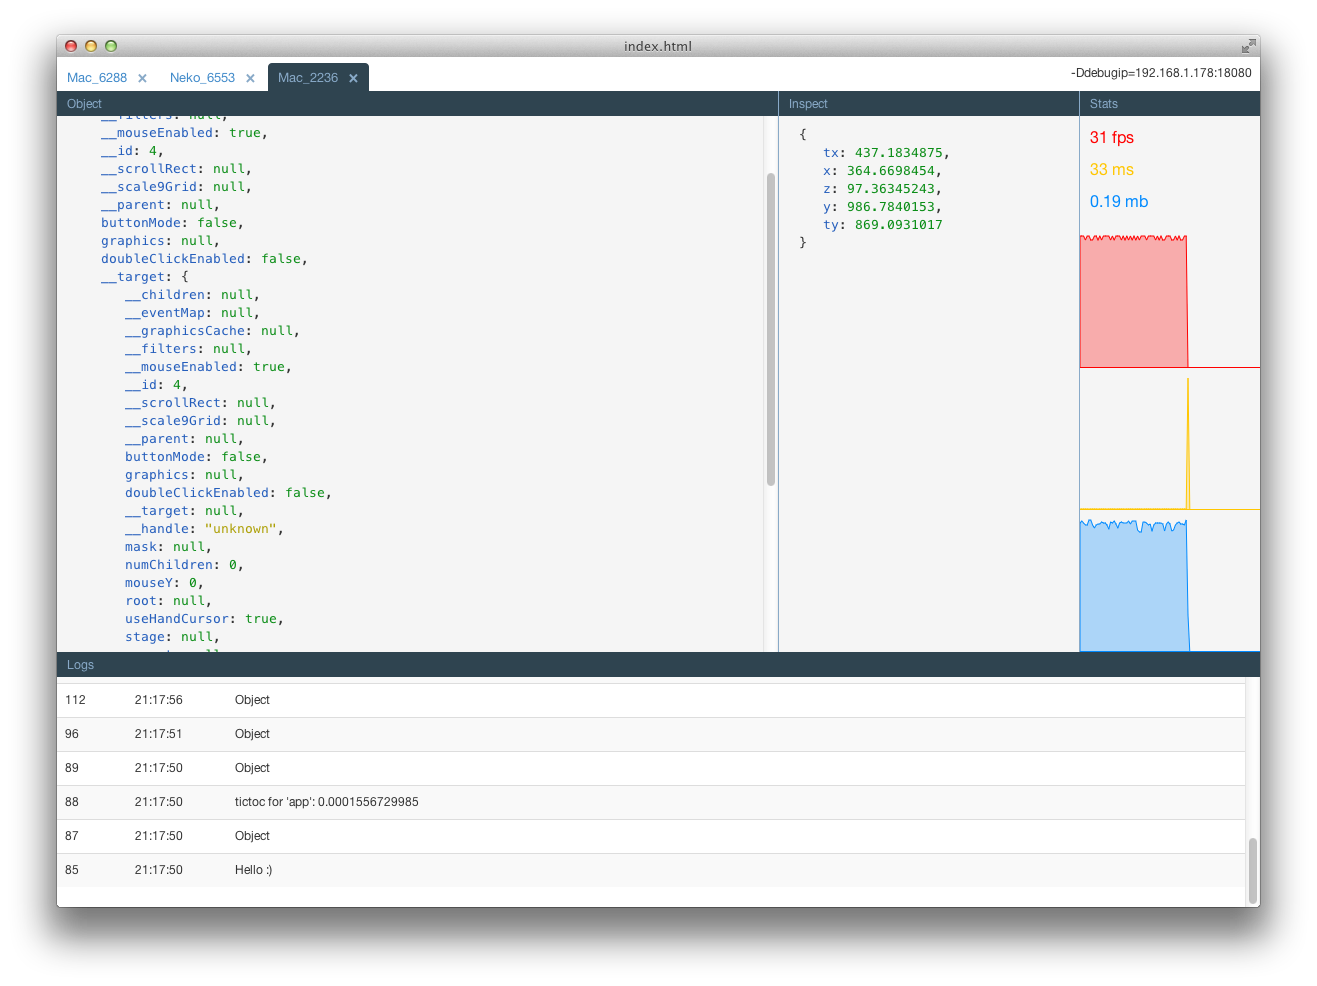 index.html
Mac_6288 × Neko_6553 × Mac_2236 ×
-Ddebugip=192.168.1.178:18080
Object
__filters: null,
__mouseEnabled: true,
__id: 4,
__scrollRect: null,
__scale9Grid: null,
__parent: null,
buttonMode: false,
graphics: null,
doubleClickEnabled: false,
__target: {
__children: null,
__eventMap: null,
__graphicsCache: null,
__filters: null,
__mouseEnabled: true,
__id: 4,
__scrollRect: null,
__scale9Grid: null,
__parent: null,
buttonMode: false,
graphics: null,
doubleClickEnabled: false,
__target: null,
__handle: "unknown",
mask: null,
numChildren: 0,
mouseY: 0,
root: null,
useHandCursor: true,
stage: null,
Inspect
{
tx: 437.1834875,
x: 364.6698454,
z: 97.36345243,
y: 986.7840153,
ty: 869.0931017
}
Stats
31 fps
33 ms
0.19 mb
Logs
112 21:17:56 Object
96 21:17:51 Object
89 21:17:50 Object
88 21:17:50 tictoc for 'app': 0.0001556729985
87 21:17:50 Object
85 21:17:50 Hello :)